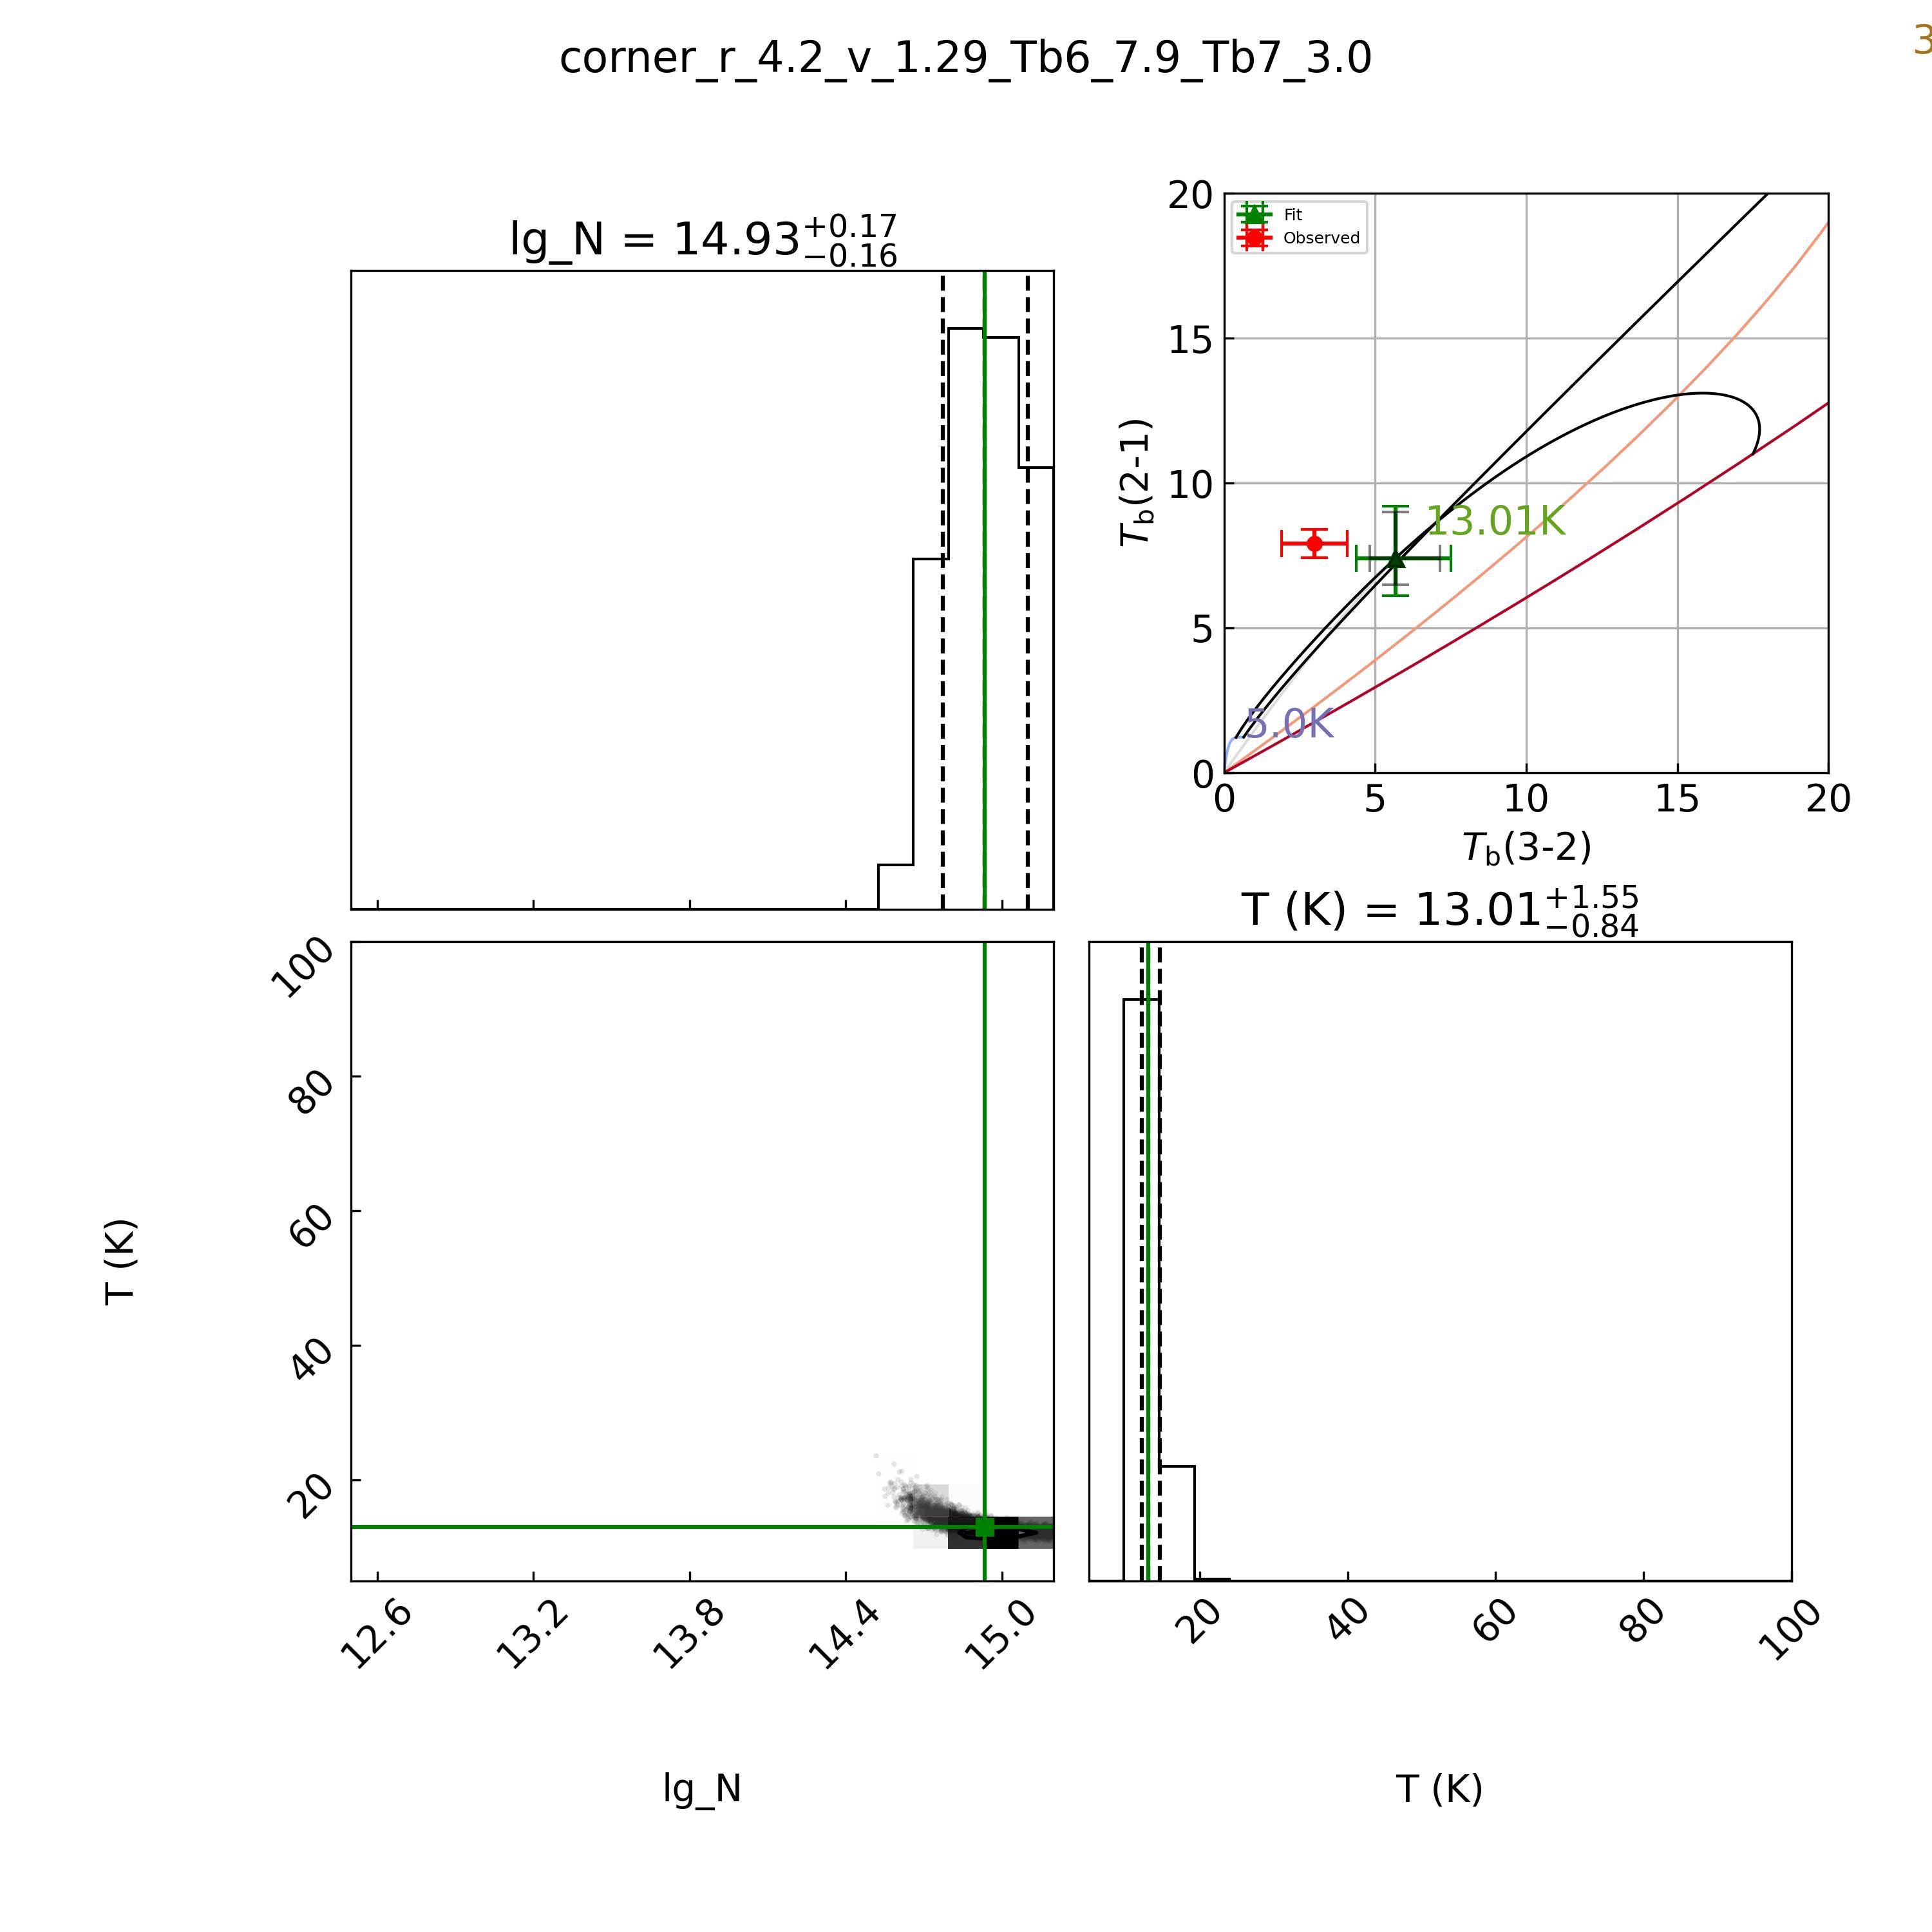 corner_r_4.2_v_1.29_Tb6_7.9_Tb7_3.0
3
lg_N = 14.93+0.17−0.16
20
15
10
5
0
Fit
Observed
13.01K
5.0K
Tb(2-1)
0 5 10 15 20
Tb(3-2)
T (K) = 13.01+1.55−0.84
100
80
60
40
20
T (K)
12.6 13.2 13.8 14.4 15.0
lg_N
20 40 60 80 100
T (K)